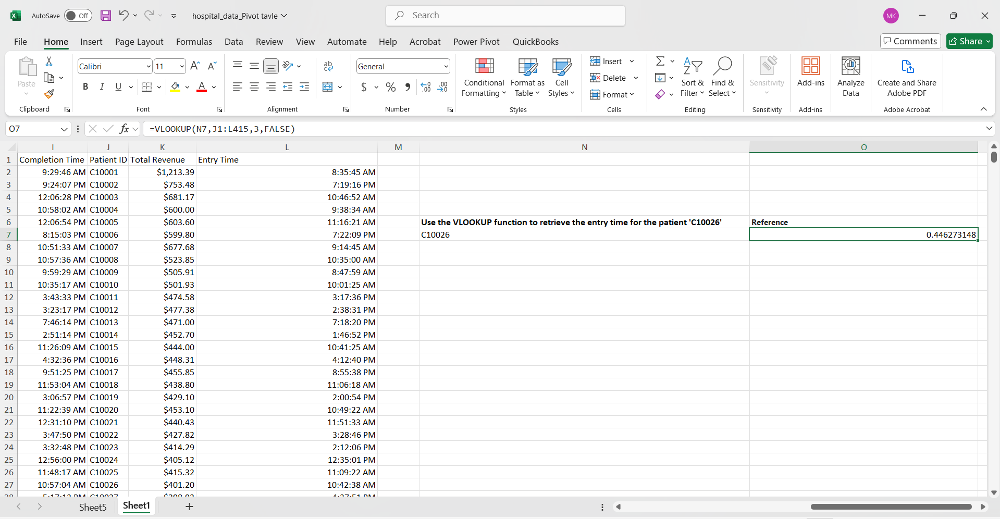 AutoSave Off hospital_data_Pivot tavle Search MK
File Home Insert Page Layout Formulas Data Review View Automate Help Acrobat Power Pivot QuickBooks Comments Share
Paste
Clipboard
Calibri 11
B I U A
Font
ab
Alignment
General
$ % 9 .00 .00
Number
Conditional Formatting
Format as Table
Cell Styles
Styles
Insert
Delete
Format
Cells
Sort & Filter
Find & Select
Editing
Sensitivity
Sensitivity
Add-ins
Add-ins
Analyze Data
Create and Share Adobe PDF
Adobe Acrobat
O7 fx =VLOOKUP(N7,J1:L415,3,FALSE)
I J K L M N O
1 Completion Time Patient ID Total Revenue Entry Time
2 9:29:46 AM C10001 $1,213.39 8:35:45 AM
3 9:24:07 PM C10002 $753.48 7:19:16 PM
4 12:06:28 PM C10003 $681.17 10:46:52 AM
5 10:58:02 AM C10004 $600.00 9:38:34 AM
6 12:06:54 PM C10005 $603.60 11:16:21 AM Use the VLOOKUP function to retrieve the entry time for the patient 'C10026' Reference
7 8:15:03 PM C10006 $599.80 7:22:09 PM C10026 0.446273148
8 10:51:33 AM C10007 $677.68 9:14:45 AM
9 10:57:36 AM C10008 $523.85 10:35:00 AM
10 9:59:29 AM C10009 $505.91 8:47:59 AM
11 10:35:17 AM C10010 $501.93 10:01:25 AM
12 3:43:33 PM C10011 $474.58 3:17:36 PM
13 3:23:17 PM C10012 $477.38 2:38:31 PM
14 7:46:14 PM C10013 $471.00 7:18:20 PM
15 2:51:14 PM C10014 $452.70 1:46:52 PM
16 11:26:09 AM C10015 $444.00 10:41:25 AM
17 4:32:36 PM C10016 $448.31 4:12:40 PM
18 9:51:25 PM C10017 $455.85 8:55:38 PM
19 11:53:04 AM C10018 $438.80 11:06:18 AM
20 3:06:57 PM C10019 $429.10 2:00:54 PM
21 11:22:39 AM C10020 $453.10 10:49:22 AM
22 12:31:10 PM C10021 $440.43 11:51:33 AM
23 3:47:50 PM C10022 $427.82 3:28:46 PM
24 3:32:48 PM C10023 $414.29 2:12:06 PM
25 12:56:00 PM C10024 $405.12 12:35:01 PM
26 11:48:17 AM C10025 $415.32 11:09:22 AM
27 10:57:04 AM C10026 $401.20 10:42:38 AM
Sheet5 Sheet1